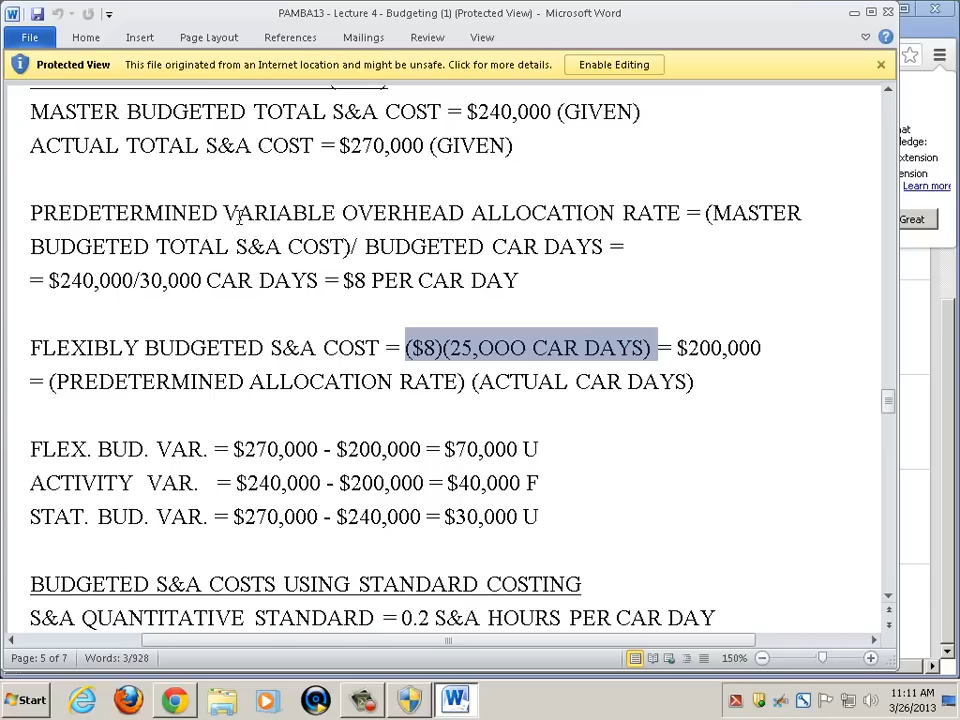 PAMBA13 - Lecture 4 - Budgeting (1) (Protected View) - Microsoft Word
File Home Insert Page Layout References Mailings Review View
Protected View This file originated from an Internet location and might be unsafe. Click for more details. Enable Editing
MASTER BUDGETED TOTAL S&A COST = $240,000 (GIVEN)
ACTUAL TOTAL S&A COST = $270,000 (GIVEN)
PREDETERMINED VARIABLE OVERHEAD ALLOCATION RATE = (MASTER
BUDGETED TOTAL S&A COST)/ BUDGETED CAR DAYS =
= $240,000/30,000 CAR DAYS = $8 PER CAR DAY
FLEXIBLY BUDGETED S&A COST = ($8)(25,OOO CAR DAYS) = $200,000
= (PREDETERMINED ALLOCATION RATE) (ACTUAL CAR DAYS)
FLEX. BUD. VAR. = $270,000 - $200,000 = $70,000 U
ACTIVITY VAR. = $240,000 - $200,000 = $40,000 F
STAT. BUD. VAR. = $270,000 - $240,000 = $30,000 U
BUDGETED S&A COSTS USING STANDARD COSTING
S&A QUANTITATIVE STANDARD = 0.2 S&A HOURS PER CAR DAY
hat
ledge:
extension
ension
Learn more
Great
Page: 5 of 7 Words: 3/928 150%
Start 11:11 AM
3/26/2013